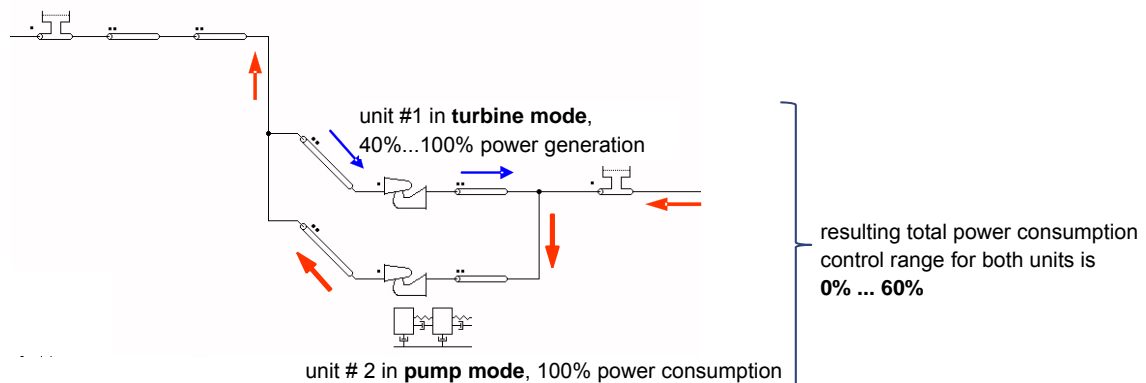 unit #1 in turbine mode,
40%...100% power generation
resulting total power consumption
control range for both units is
0% ... 60%
unit # 2 in pump mode, 100% power consumption